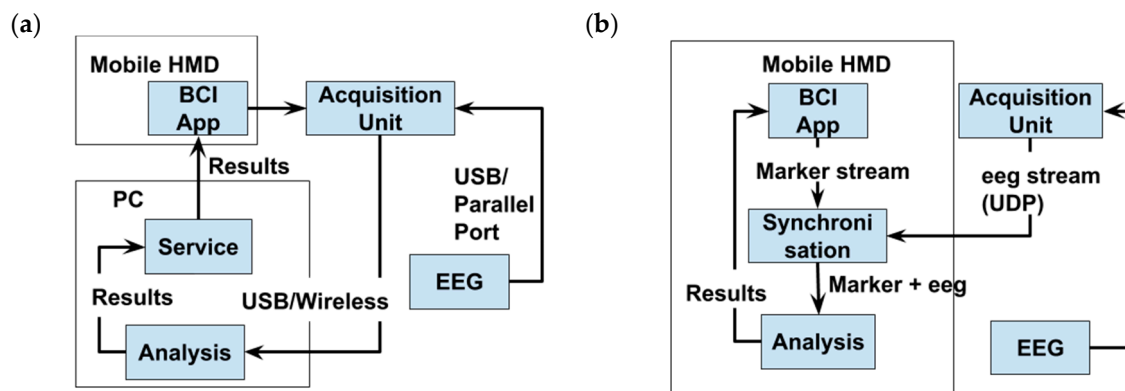 (a)
Mobile HMD
BCI
App
Acquisition
Unit
Results
PC
Service
USB/
Parallel
Port
EEG
Results
USB/Wireless
Analysis
(b)
Mobile HMD
BCI
App
Acquisition
Unit
Marker stream
eeg stream
(UDP)
Synchroni
sation
Results
Marker + eeg
Analysis
EEG